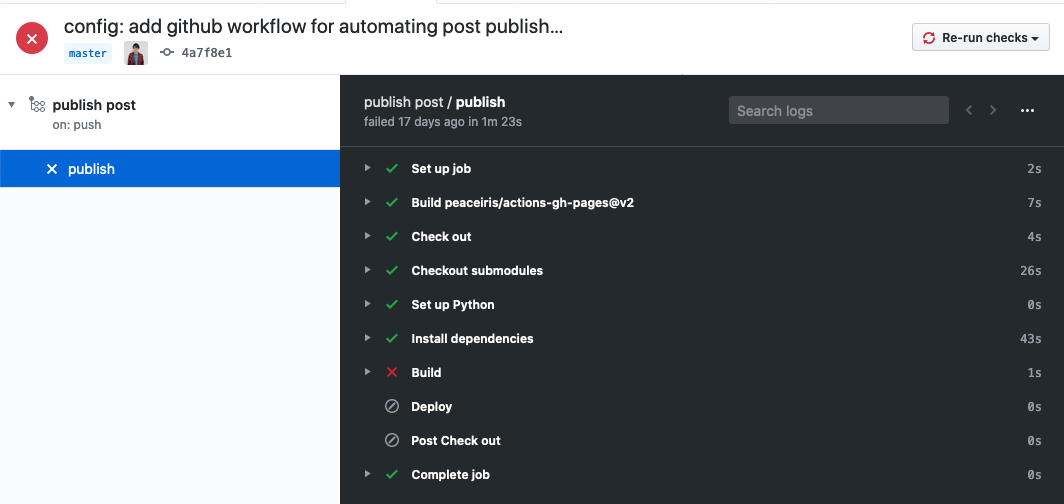 config: add github workflow for automating post publish...
master 4a7f8e1
Re-run checks
publish post
on: push
publish
publish post / publish
failed 17 days ago in 1m 23s
Search logs
Set up job 2s
Build peaceiris/actions-gh-pages@v2 7s
Check out 4s
Checkout submodules 26s
Set up Python 0s
Install dependencies 43s
Build 1s
Deploy 0s
Post Check out 0s
Complete job 0s